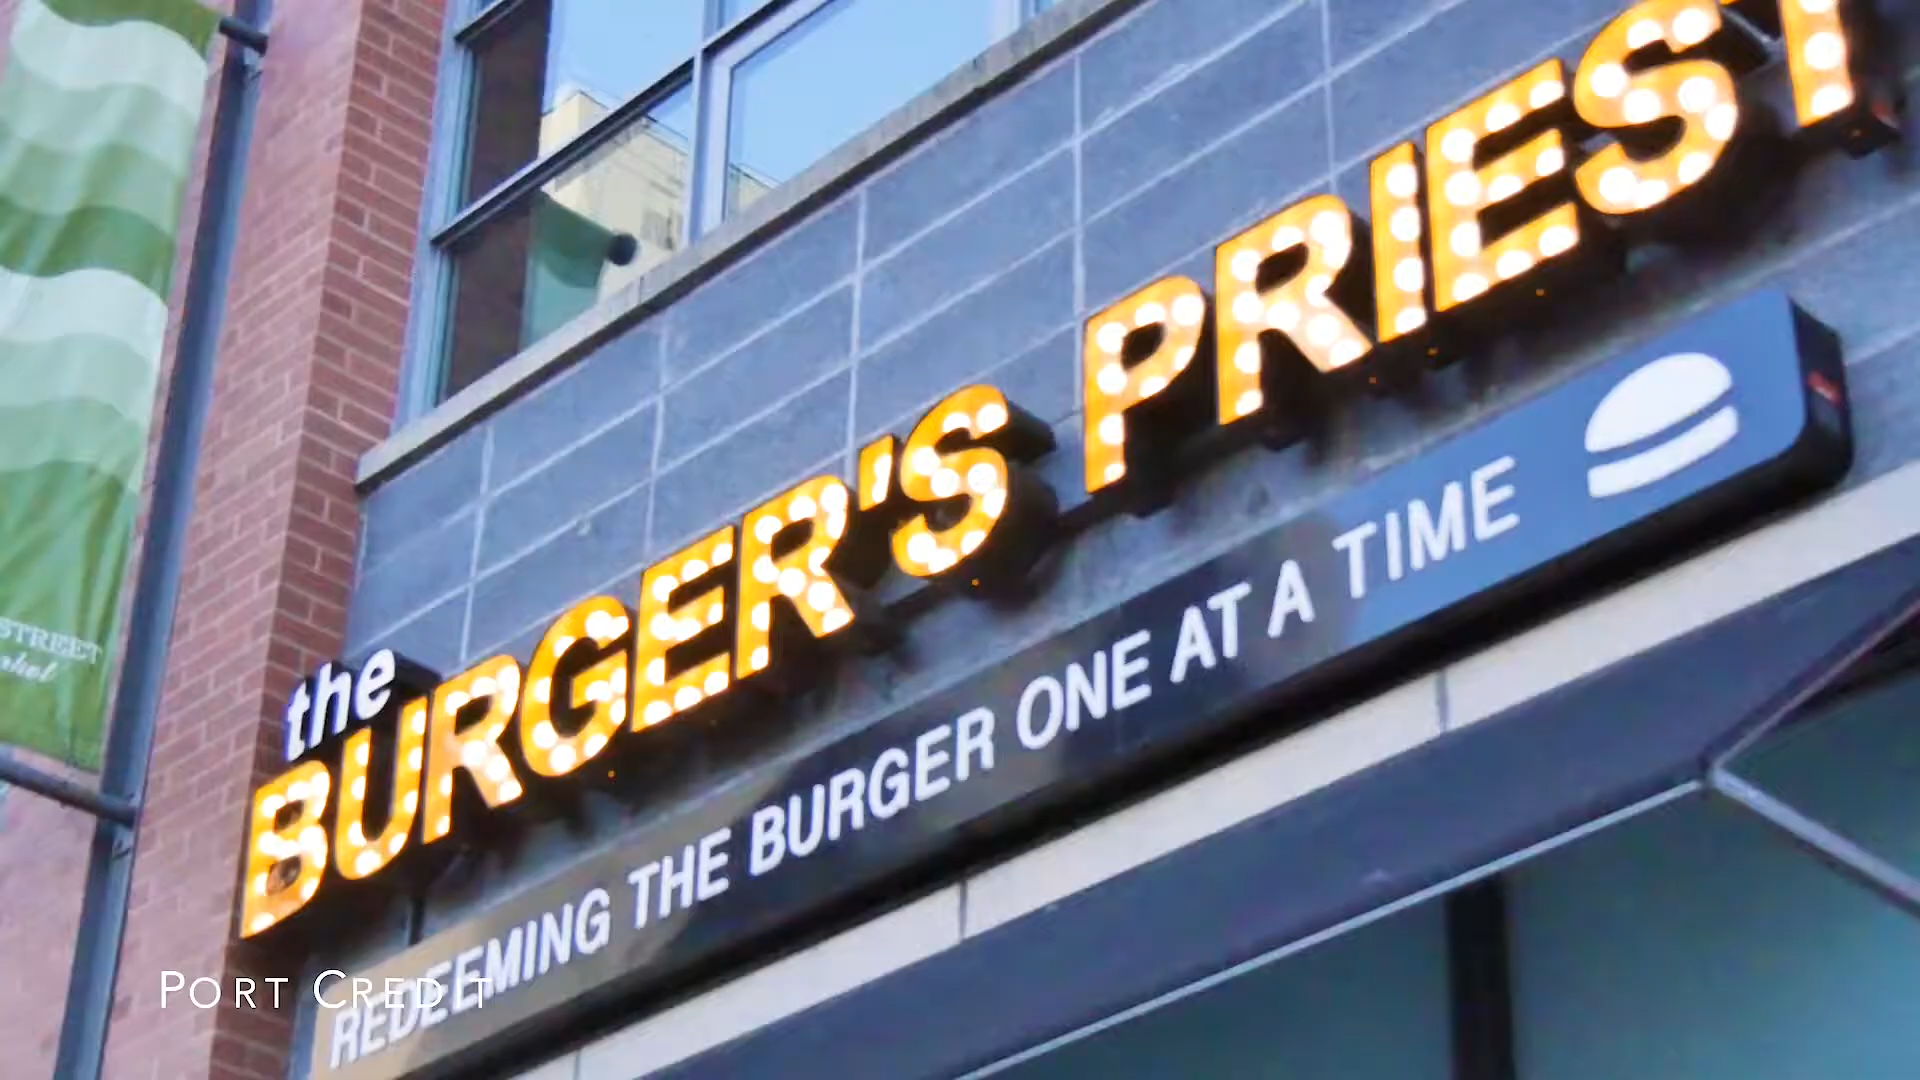 STREET
the
BURGER'S PRIEST
REDEEMING THE BURGER ONE AT A TIME
PORT CREDIT